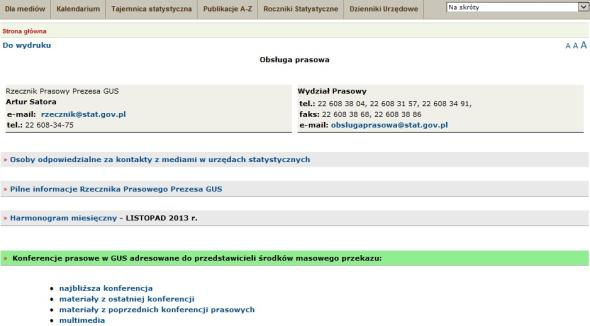 Dla mediów Kalendarium Tajemnica statystyczna Publikacje A-Z Roczniki Statystyczne Dzienniki Urzędowe Na skróty
Strona główna
Do wydruku A A A
Obsługa prasowa
Rzecznik Prasowy Prezesa GUS
Artur Satora
e-mail: rzecznik@stat.gov.pl
tel.: 22 608-34-75
Wydział Prasowy
tel.: 22 608 38 04, 22 608 31 57, 22 608 34 91,
faks: 22 608 38 68, 22 608 38 86
e-mail: obslugaprasowa@stat.gov.pl
» Osoby odpowiedzialne za kontakty z mediami w urzędach statystycznych
» Pilne informacje Rzecznika Prasowego Prezesa GUS
» Harmonogram miesięczny - LISTOPAD 2013 r.
» Konferencje prasowe w GUS adresowane do przedstawicieli środków masowego przekazu:
• najbliższa konferencja
• materiały z ostatniej konferencji
• materiały z poprzednich konferencji prasowych
• multimedia